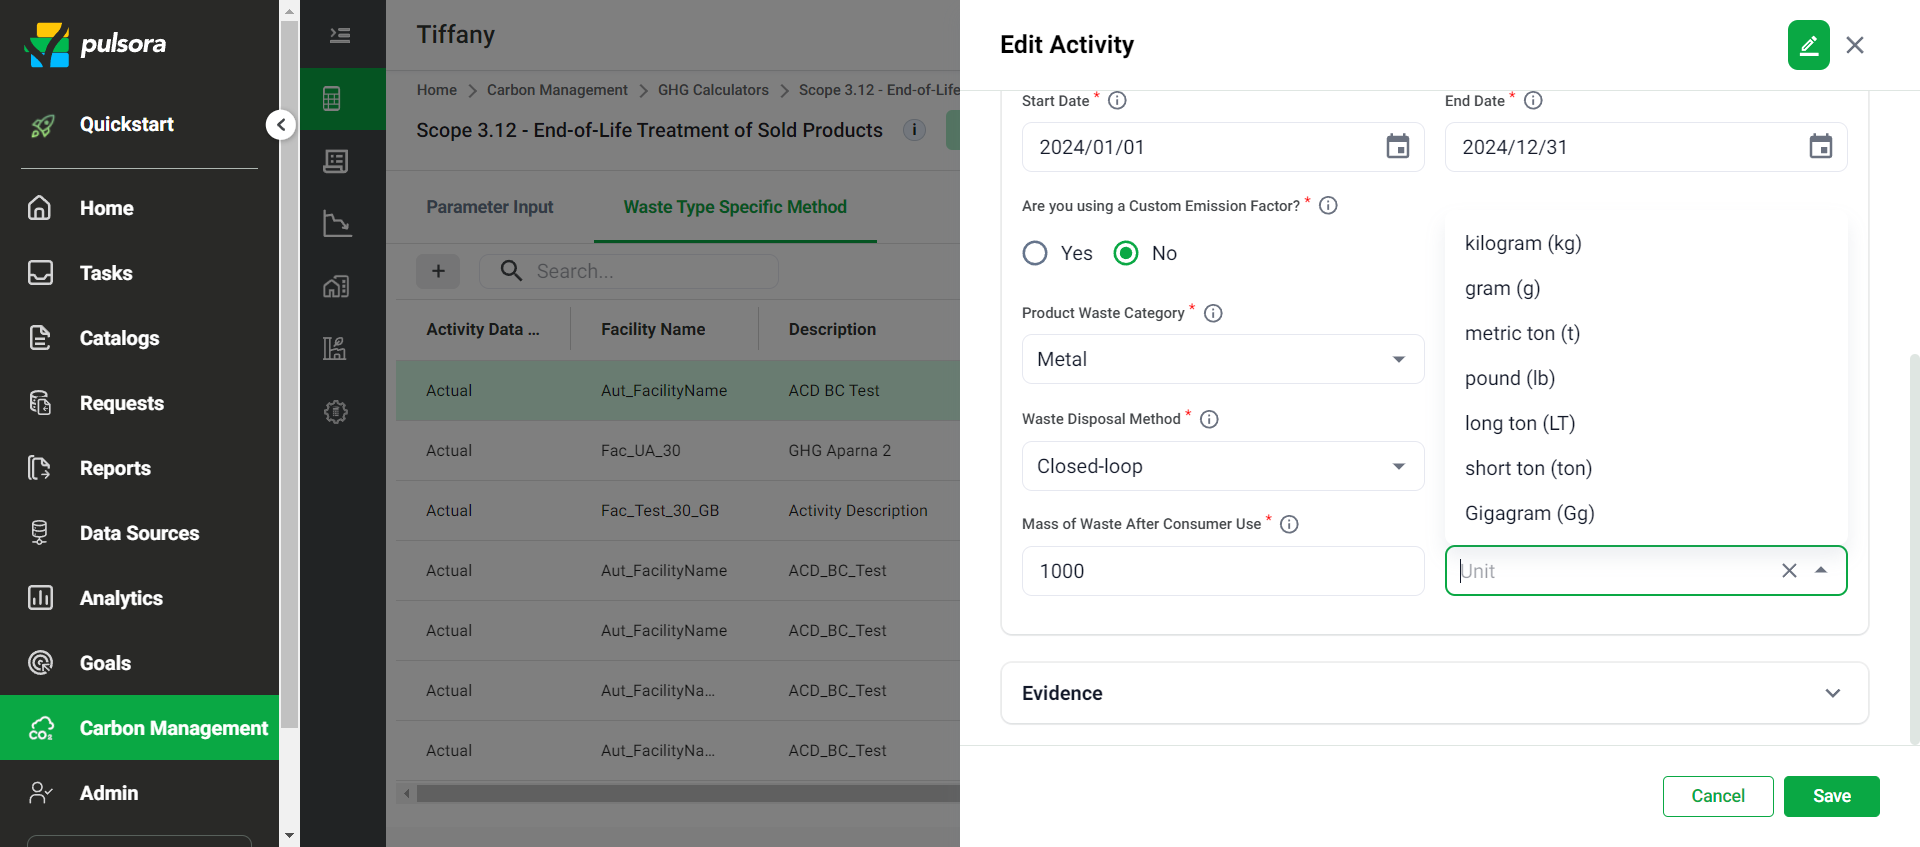 pulsora
Quickstart
Home
Tasks
Catalogs
Requests
Reports
Data Sources
Analytics
Goals
CO₂
Carbon Management
Admin
Tiffany
Home > Carbon Management > GHG Calculators > Scope 3.12 - End-of-Life
Scope 3.12 - End-of-Life Treatment of Sold Products i
Parameter Input Waste Type Specific Method
+ Search...
Activity Data ... Facility Name Description
Actual Aut_FacilityName ACD BC Test
Actual Fac_UA_30 GHG Aparna 2
Actual Fac_Test_30_GB Activity Description
Actual Aut_FacilityName ACD_BC_Test
Actual Aut_FacilityName ACD_BC_Test
Actual Aut_FacilityNa... ACD_BC_Test
Actual Aut_FacilityNa... ACD_BC_Test
Edit Activity
Start Date * End Date *
2024/01/01 2024/12/31
Are you using a Custom Emission Factor? *
Yes No
Product Waste Category *
Metal
Waste Disposal Method *
Closed-loop
Mass of Waste After Consumer Use *
1000
kilogram (kg)
gram (g)
metric ton (t)
pound (lb)
long ton (LT)
short ton (ton)
Gigagram (Gg)
Unit
Evidence
Cancel Save